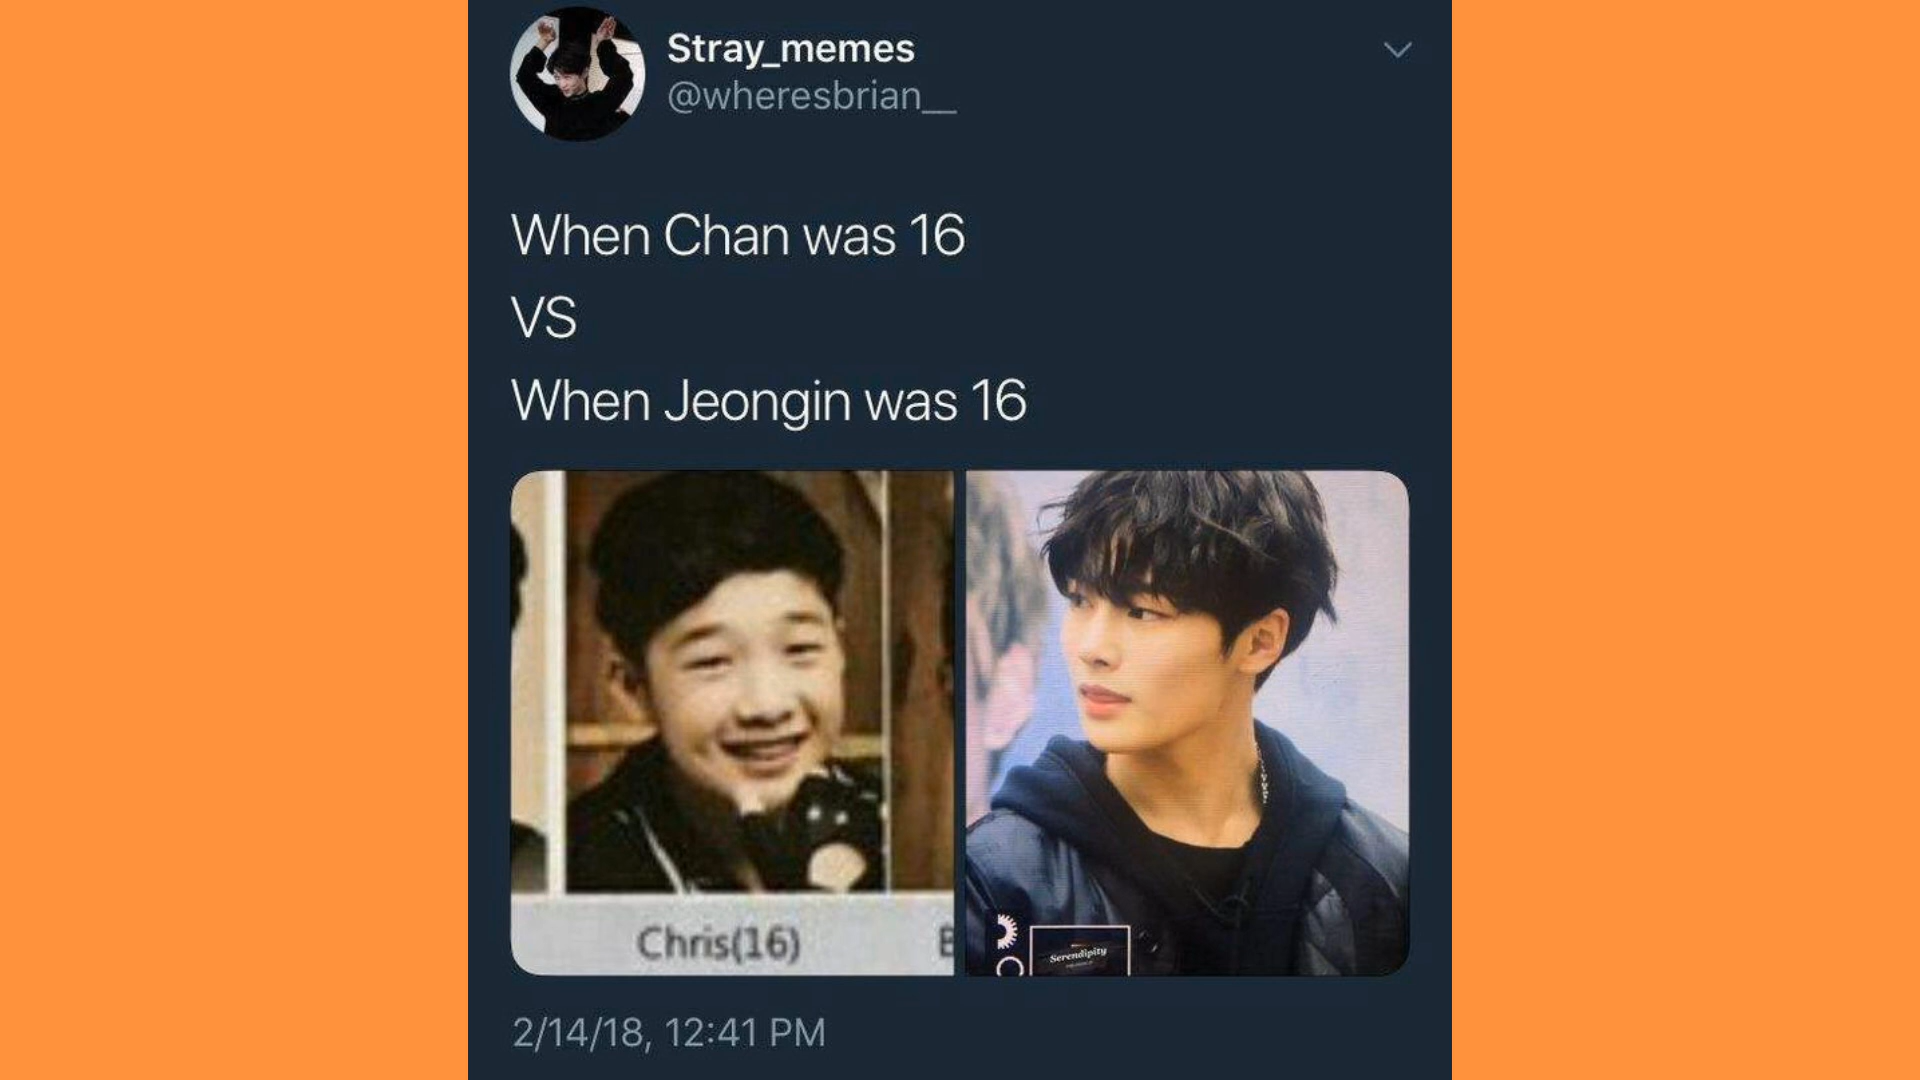 Stray_memes
@wheresbrian__
When Chan was 16
VS
When Jeongin was 16
Chris(16)
Serendipity
2/14/18, 12:41 PM